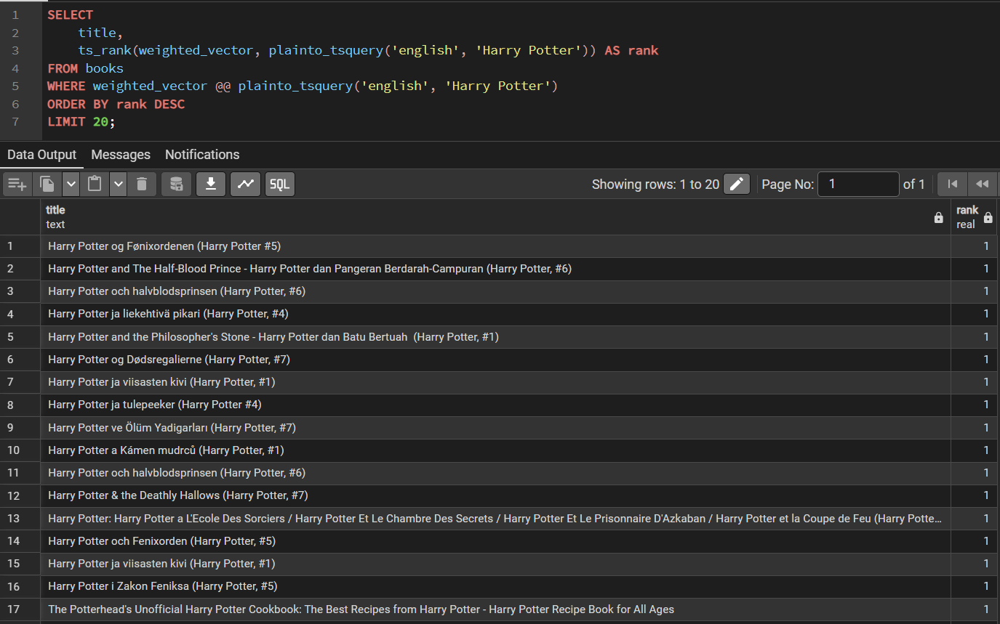 1 SELECT
2 title,
3 ts_rank(weighted_vector, plainto_tsquery('english', 'Harry Potter')) AS rank
4 FROM books
5 WHERE weighted_vector @@ plainto_tsquery('english', 'Harry Potter')
6 ORDER BY rank DESC
7 LIMIT 20;
Data Output Messages Notifications
SQL Showing rows: 1 to 20 Page No: 1 of 1
title rank
text real
1 Harry Potter og Fønixordenen (Harry Potter #5) 1
2 Harry Potter and The Half-Blood Prince - Harry Potter dan Pangeran Berdarah-Campuran (Harry Potter, #6) 1
3 Harry Potter och halvblodsprinsen (Harry Potter, #6) 1
4 Harry Potter ja liekehtivä pikari (Harry Potter, #4) 1
5 Harry Potter and the Philosopher's Stone - Harry Potter dan Batu Bertuah (Harry Potter, #1) 1
6 Harry Potter og Dødsregalierne (Harry Potter, #7) 1
7 Harry Potter ja viisasten kivi (Harry Potter, #1) 1
8 Harry Potter ja tulepeeker (Harry Potter #4) 1
9 Harry Potter ve Ölüm Yadigarları (Harry Potter, #7) 1
10 Harry Potter a Kámen mudrců (Harry Potter, #1) 1
11 Harry Potter och halvblodsprinsen (Harry Potter, #6) 1
12 Harry Potter & the Deathly Hallows (Harry Potter, #7) 1
13 Harry Potter: Harry Potter a L'Ecole Des Sorciers / Harry Potter Et Le Chambre Des Secrets / Harry Potter Et Le Prisonnaire D'Azkaban / Harry Potter et la Coupe de Feu (Harry Potte... 1
14 Harry Potter och Fenixorden (Harry Potter, #5) 1
15 Harry Potter ja viisasten kivi (Harry Potter, #1) 1
16 Harry Potter i Zakon Feniksa (Harry Potter, #5) 1
17 The Potterhead's Unofficial Harry Potter Cookbook: The Best Recipes from Harry Potter - Harry Potter Recipe Book for All Ages 1